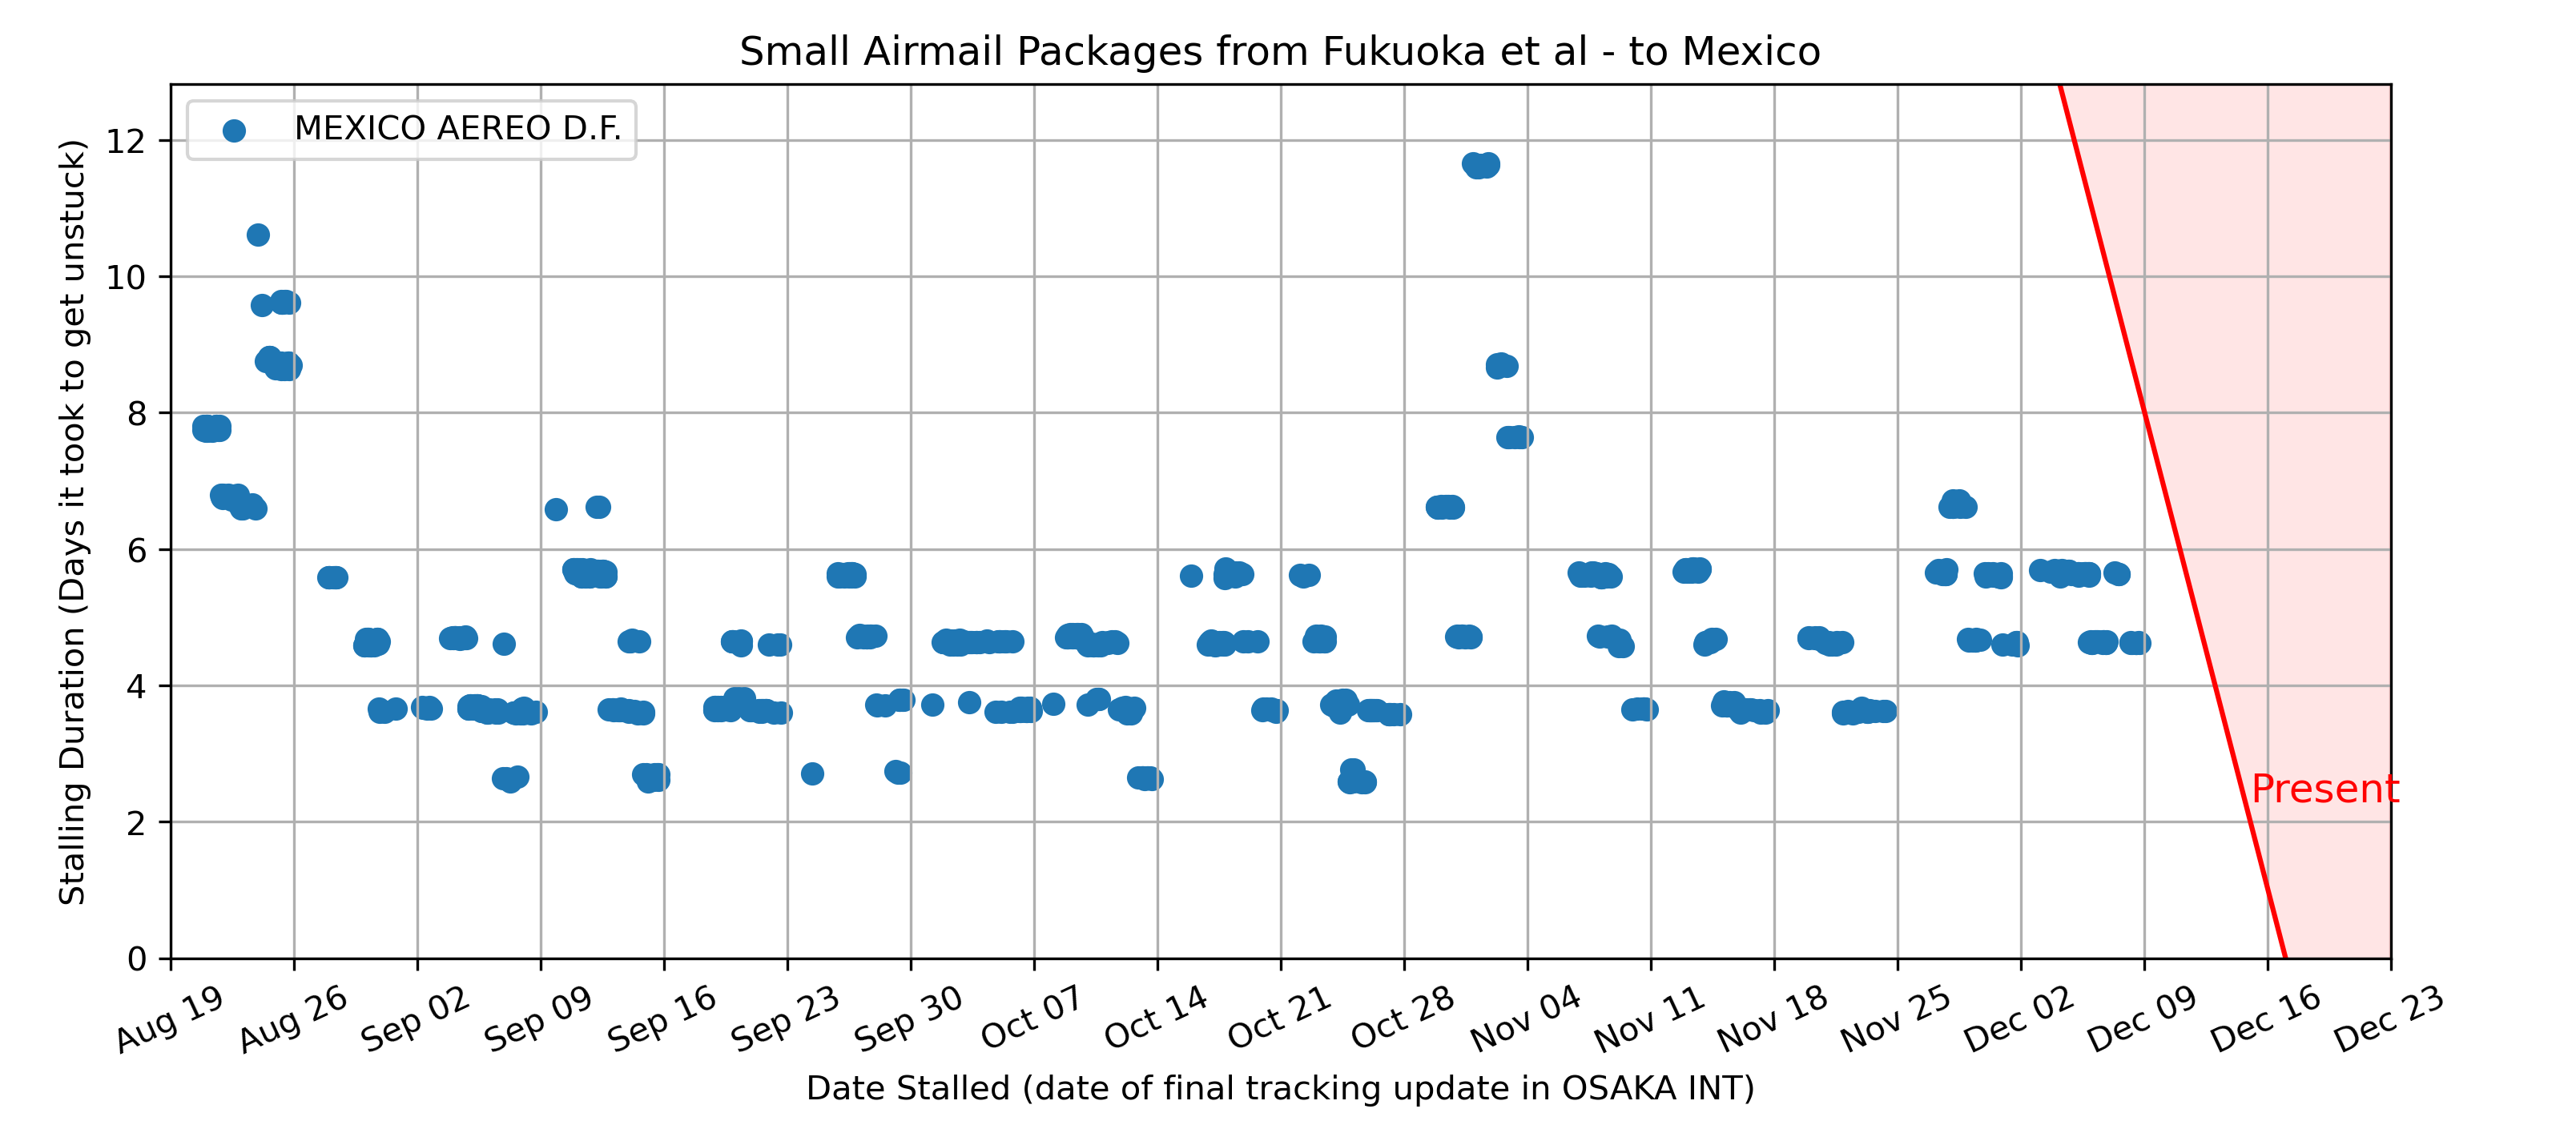 Small Airmail Packages from Fukuoka et al - to Mexico
MEXICO AEREO D.F.
Stalling Duration (Days it took to get unstuck)
12
10
8
6
4
2
0
Present
Aug 19
Aug 26
Sep 02
Sep 09
Sep 16
Sep 23
Sep 30
Oct 07
Oct 14
Oct 21
Oct 28
Nov 04
Nov 11
Nov 18
Nov 25
Dec 02
Dec 09
Dec 16
Dec 23
Date Stalled (date of final tracking update in OSAKA INT)